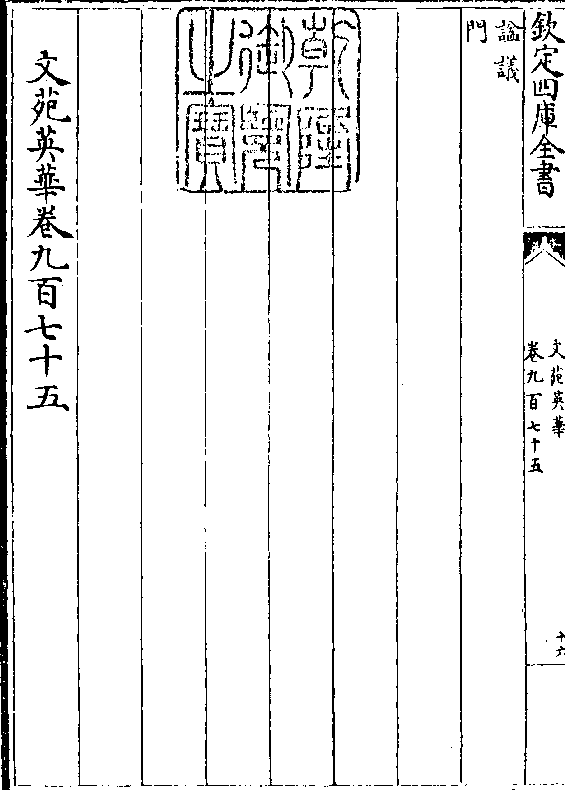 欽定四庫全書
文苑英華
卷九百七十五
十六
諡議
門
乾隆御覽之寶
文苑英華卷九百七十五